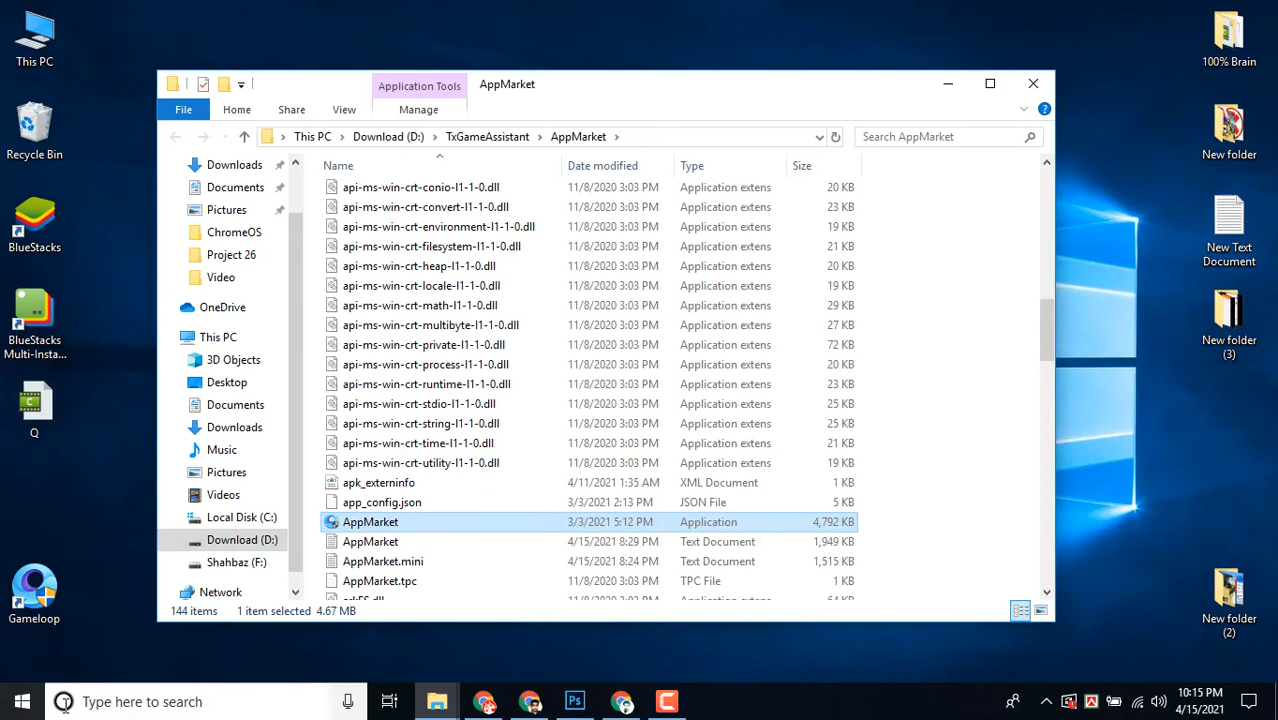 This PC
Recycle Bin
BlueStacks
BlueStacks
Multi-Insta...
Q
Gameloop
100% Brain
New folder
New Text
Document
New folder
(3)
New folder
(2)
Application Tools
AppMarket
File
Home
Share
View
Manage
This PC
Download (D:)
TxGameAssistant
AppMarket
Search AppMarket
Downloads
Documents
Pictures
ChromeOS
Project 26
Video
OneDrive
This PC
3D Objects
Desktop
Documents
Downloads
Music
Pictures
Videos
Local Disk (C:)
Download (D:)
Shahbaz (F:)
Network
Name Date modified Type Size
api-ms-win-crt-conio-l1-1-0.dll 11/8/2020 3:03 PM Application extens 20 KB
api-ms-win-crt-convert-l1-1-0.dll 11/8/2020 3:03 PM Application extens 23 KB
api-ms-win-crt-environment-l1-1-0.dll 11/8/2020 3:03 PM Application extens 19 KB
api-ms-win-crt-filesystem-l1-1-0.dll 11/8/2020 3:03 PM Application extens 21 KB
api-ms-win-crt-heap-l1-1-0.dll 11/8/2020 3:03 PM Application extens 20 KB
api-ms-win-crt-locale-l1-1-0.dll 11/8/2020 3:03 PM Application extens 19 KB
api-ms-win-crt-math-l1-1-0.dll 11/8/2020 3:03 PM Application extens 29 KB
api-ms-win-crt-multibyte-l1-1-0.dll 11/8/2020 3:03 PM Application extens 27 KB
api-ms-win-crt-private-l1-1-0.dll 11/8/2020 3:03 PM Application extens 72 KB
api-ms-win-crt-process-l1-1-0.dll 11/8/2020 3:03 PM Application extens 20 KB
api-ms-win-crt-runtime-l1-1-0.dll 11/8/2020 3:03 PM Application extens 23 KB
api-ms-win-crt-stdio-l1-1-0.dll 11/8/2020 3:03 PM Application extens 25 KB
api-ms-win-crt-string-l1-1-0.dll 11/8/2020 3:03 PM Application extens 25 KB
api-ms-win-crt-time-l1-1-0.dll 11/8/2020 3:03 PM Application extens 21 KB
api-ms-win-crt-utility-l1-1-0.dll 11/8/2020 3:03 PM Application extens 19 KB
apk_externinfo 4/11/2021 1:35 AM XML Document 1 KB
app_config.json 3/3/2021 2:13 PM JSON File 5 KB
AppMarket 3/3/2021 5:12 PM Application 4,792 KB
AppMarket 4/15/2021 8:29 PM Text Document 1,949 KB
AppMarket.mini 4/15/2021 8:24 PM Text Document 1,515 KB
AppMarket.tpc 11/8/2020 3:03 PM TPC File 1 KB
144 items 1 item selected 4.67 MB
Type here to search
Ps
10:15 PM
4/15/2021